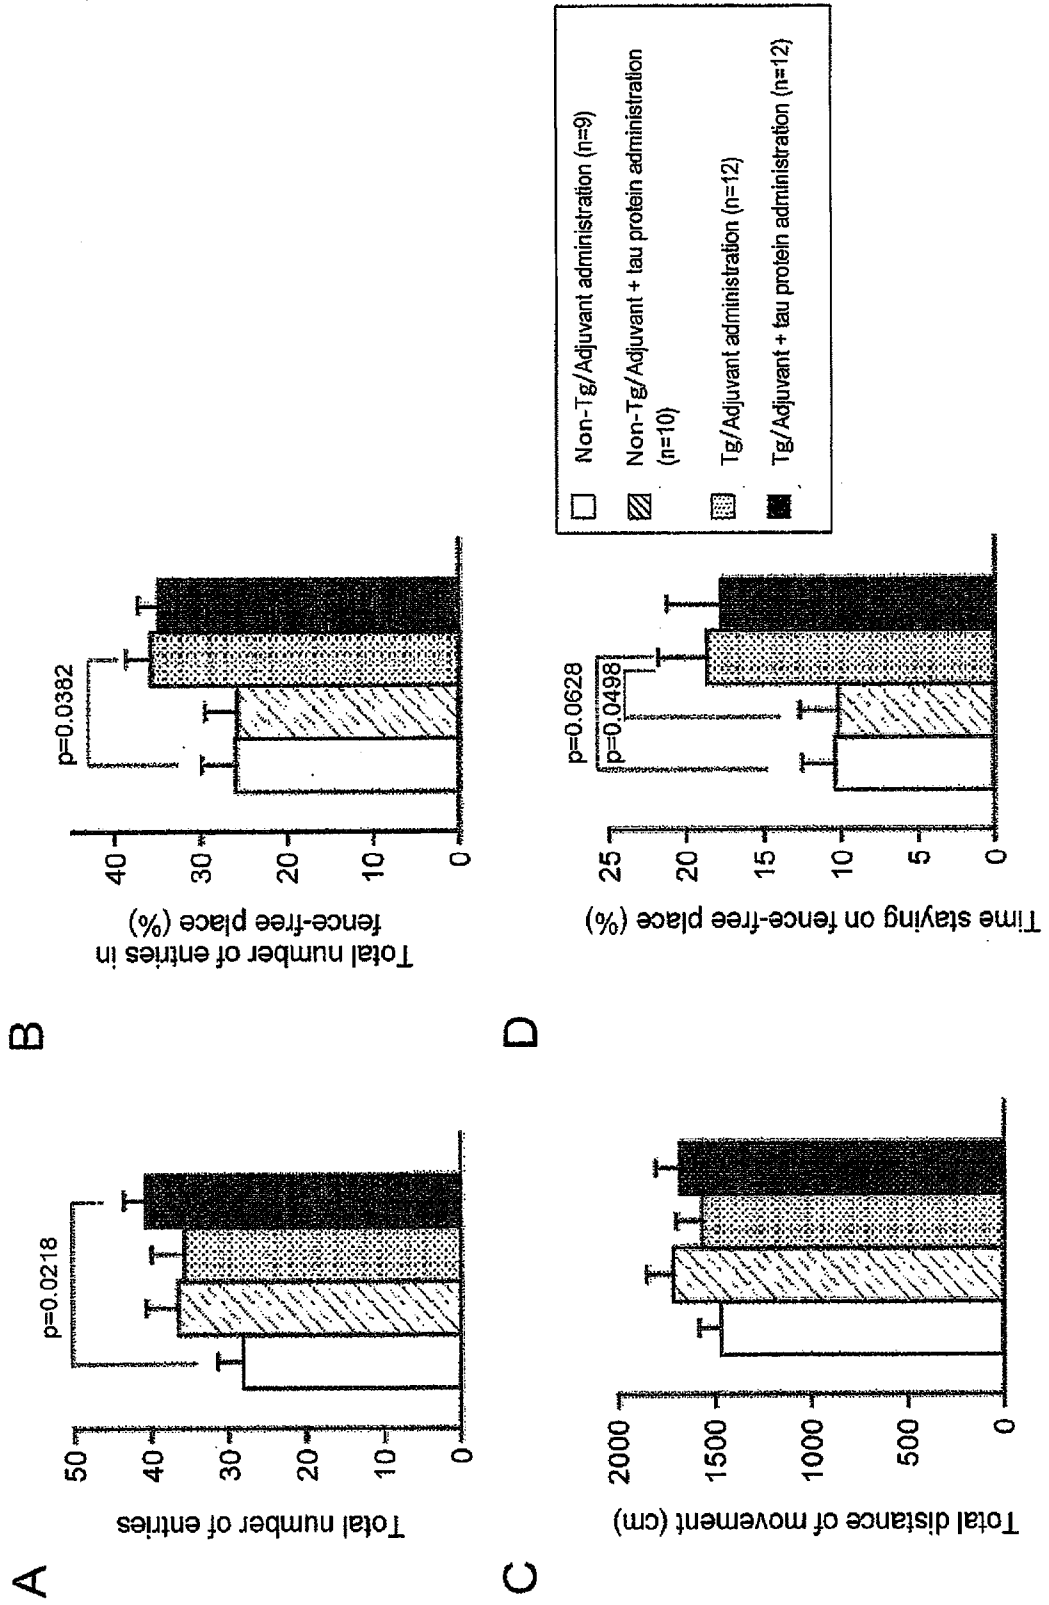 A
Total number of entries
50
40
30
20
10
0
p=0.0218
B
Total number of entries in
fence-free place (%)
40
30
20
10
0
p=0.0382
C
Total distance of movement (cm)
2000
1500
1000
500
0
D
Time staying on fence-free place (%)
25
20
15
10
5
0
p=0.0628
p=0.0498
Non-Tg/Adjuvant administration (n=9)
Non-Tg/Adjuvant + tau protein administration
(n=10)
Tg/Adjuvant administration (n=12)
Tg/Adjuvant + tau protein administration (n=12)